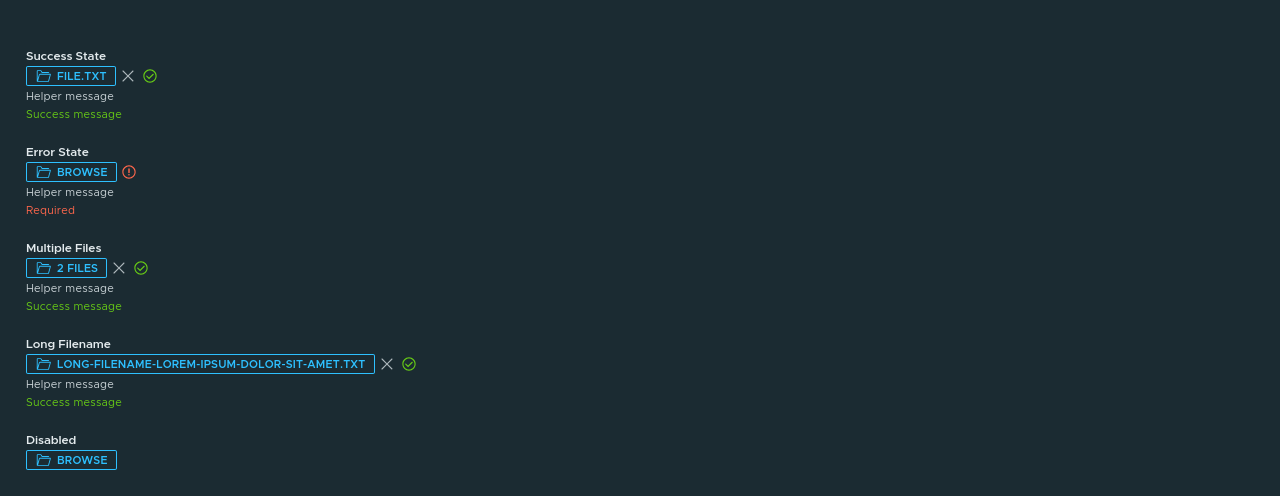 Success State
FILE.TXT
Helper message
Success message
Error State
BROWSE
Helper message
Required
Multiple Files
2 FILES
Helper message
Success message
Long Filename
LONG-FILENAME-LOREM-IPSUM-DOLOR-SIT-AMET.TXT
Helper message
Success message
Disabled
BROWSE